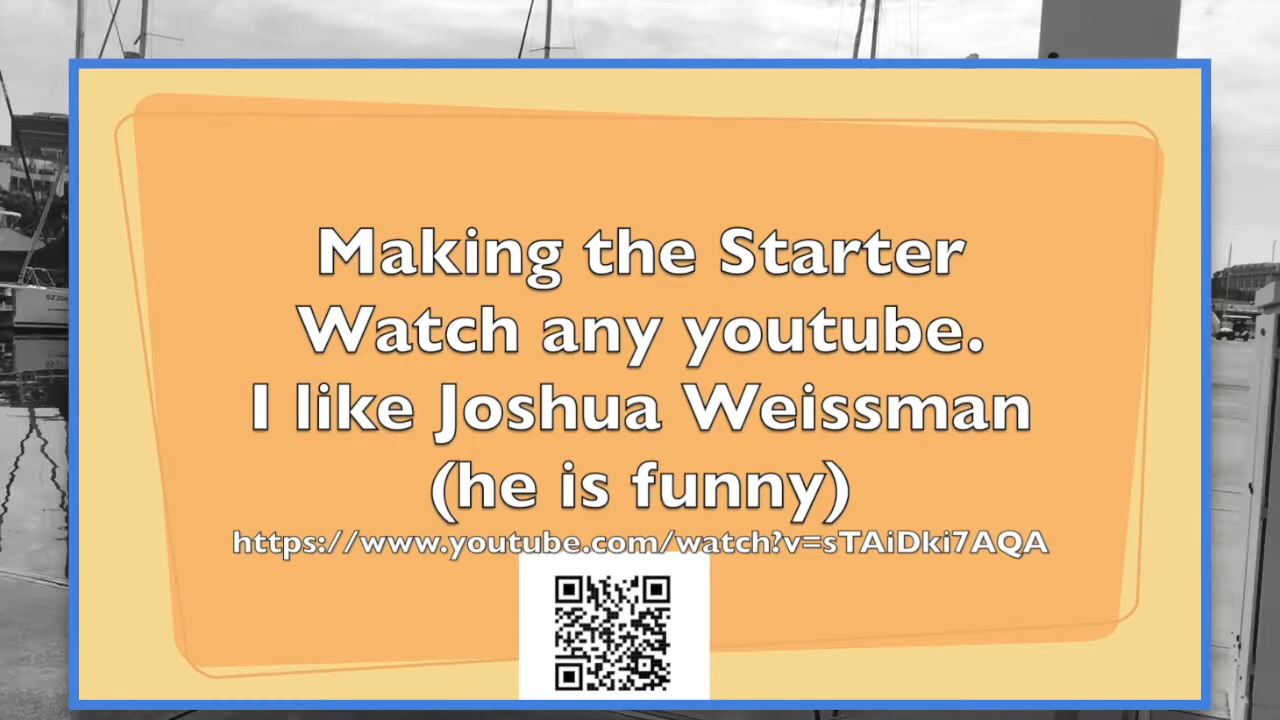 Making the Starter
Watch any youtube.
I like Joshua Weissman
(he is funny)
https://www.youtube.com/watch?v=sTAiDki7AQA